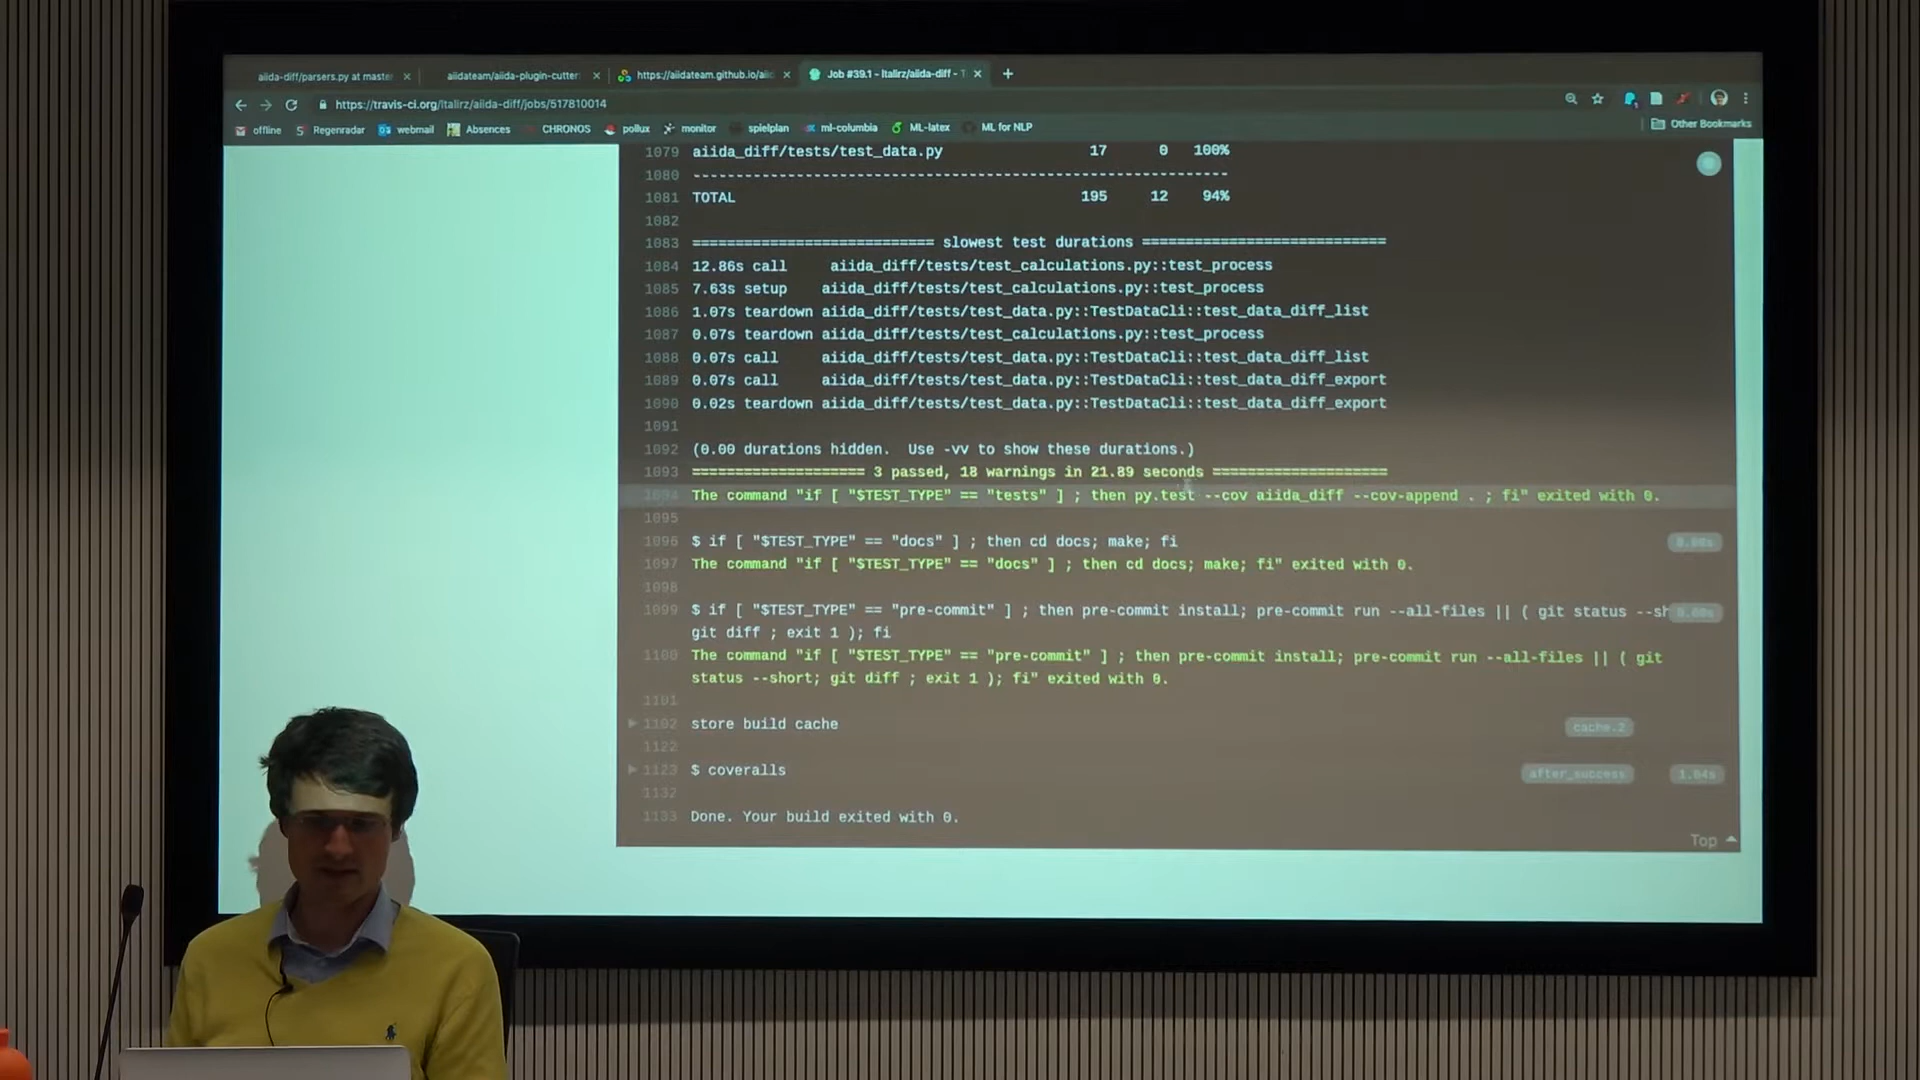 aiida-diff/parsers.py at master
aiidateam/aiida-plugin-cutter
https://aiidateam.github.io/aiid
Job #39.1 - ltalirz/aiida-diff - T
https://travis-ci.org/ltalirz/aiida-diff/jobs/517810014
offline
Regenradar
webmail
Absences
CHRONOS
pollux
monitor
spielplan
ml-columbia
ML-latex
ML for NLP
Other Bookmarks
1079 aiida_diff/tests/test_data.py 17 0 100%
1080 --------------------------------------------------------------
TOTAL 195 12 94%
1081
1082
1083 ============================ slowest test durations ============================
1084 12.86s call aiida_diff/tests/test_calculations.py::test_process
1085 7.63s setup aiida_diff/tests/test_calculations.py::test_process
1086 1.07s teardown aiida_diff/tests/test_data.py::TestDataCli::test_data_diff_list
1087 0.07s teardown aiida_diff/tests/test_calculations.py::test_process
1088 0.07s call aiida_diff/tests/test_data.py::TestDataCli::test_data_diff_list
1089 0.07s call aiida_diff/tests/test_data.py::TestDataCli::test_data_diff_export
1090 0.02s teardown aiida_diff/tests/test_data.py::TestDataCli::test_data_diff_export
1091
1092 (0.00 durations hidden. Use -vv to show these durations.)
1093 ==================== 3 passed, 18 warnings in 21.89 seconds ====================
1094 The command "if [ "$TEST_TYPE" == "tests" ] ; then py.test --cov aiida_diff --cov-append . ; fi" exited with 0.
1095
1096 $ if [ "$TEST_TYPE" == "docs" ] ; then cd docs; make; fi 0.00s
1097 The command "if [ "$TEST_TYPE" == "docs" ] ; then cd docs; make; fi" exited with 0.
1098
1099 $ if [ "$TEST_TYPE" == "pre-commit" ] ; then pre-commit install; pre-commit run --all-files || ( git status --sh 0.00s
git diff ; exit 1 ); fi
1100 The command "if [ "$TEST_TYPE" == "pre-commit" ] ; then pre-commit install; pre-commit run --all-files || ( git
status --short; git diff ; exit 1 ); fi" exited with 0.
1101
1102 store build cache cache.2
1122
1123 $ coveralls after_success 1.04s
1132
1133 Done. Your build exited with 0.
Top